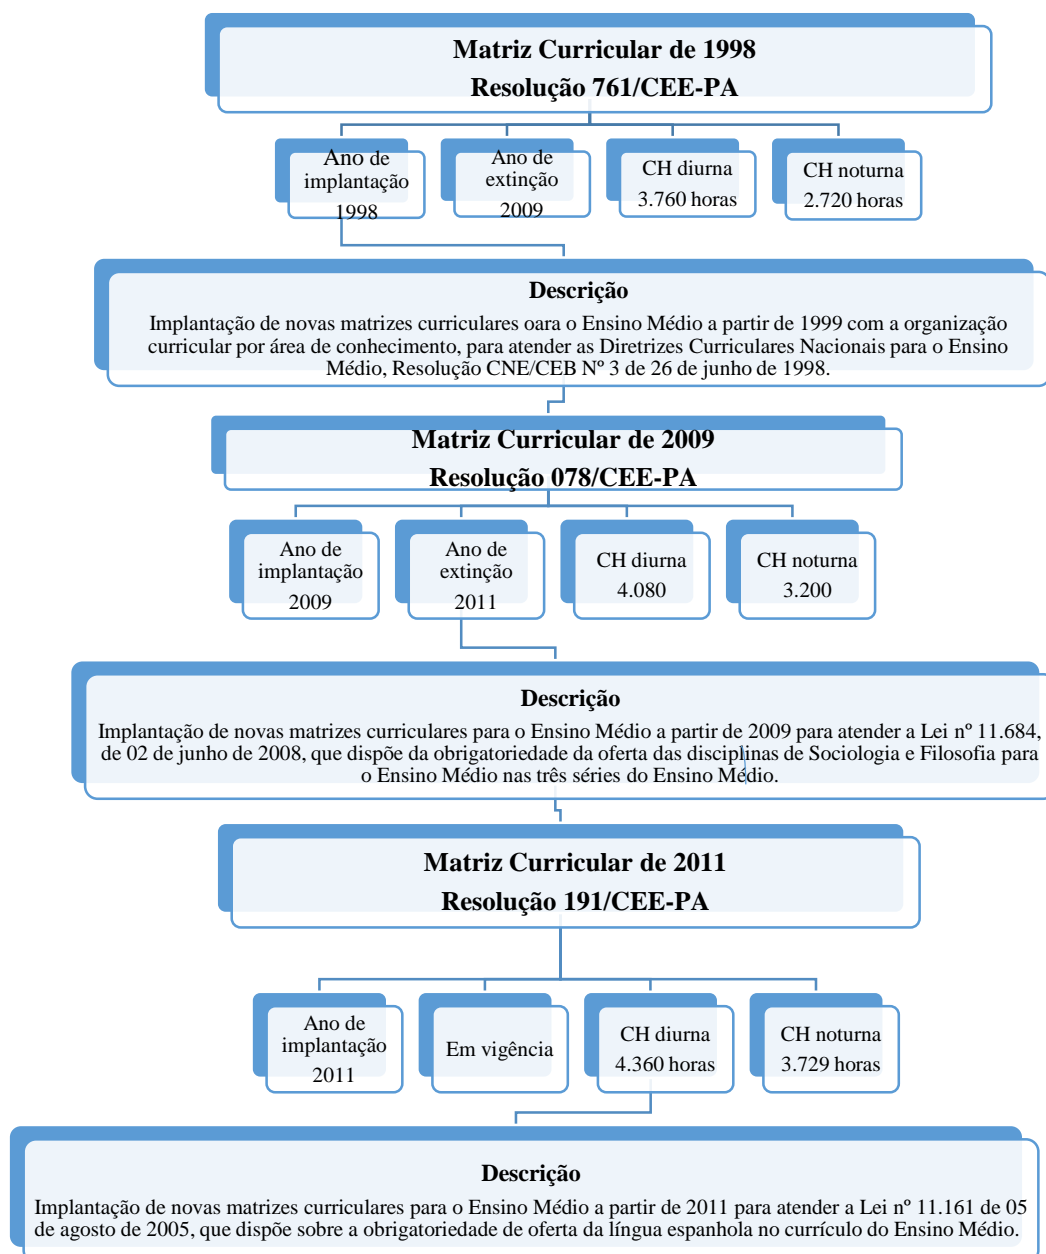 Matriz Curricular de 1998
Resolução 761/CEE-PA
Ano de
implantação
1998
Ano de
extinção
2009
CH diurna
3.760 horas
CH noturna
2.720 horas
Descrição
Implantação de novas matrizes curriculares oara o Ensino Médio a partir de 1999 com a organização
curricular por área de conhecimento, para atender as Diretrizes Curriculares Nacionais para o Ensino
Médio, Resolução CNE/CEB Nº 3 de 26 de junho de 1998.
Matriz Curricular de 2009
Resolução 078/CEE-PA
Ano de
implantação
2009
Ano de
extinção
2011
CH diurna
4.080
CH noturna
3.200
Descrição
Implantação de novas matrizes curriculares para o Ensino Médio a partir de 2009 para atender a Lei nº 11.684,
de 02 de junho de 2008, que dispõe da obrigatoriedade da oferta das disciplinas de Sociologia e Filosofia para
o Ensino Médio nas três séries do Ensino Médio.
Matriz Curricular de 2011
Resolução 191/CEE-PA
Ano de
implantação
2011
Em vigência
CH diurna
4.360 horas
CH noturna
3.729 horas
Descrição
Implantação de novas matrizes curriculares para o Ensino Médio a partir de 2011 para atender a Lei nº 11.161 de 05
de agosto de 2005, que dispõe sobre a obrigatoriedade de oferta da língua espanhola no currículo do Ensino Médio.